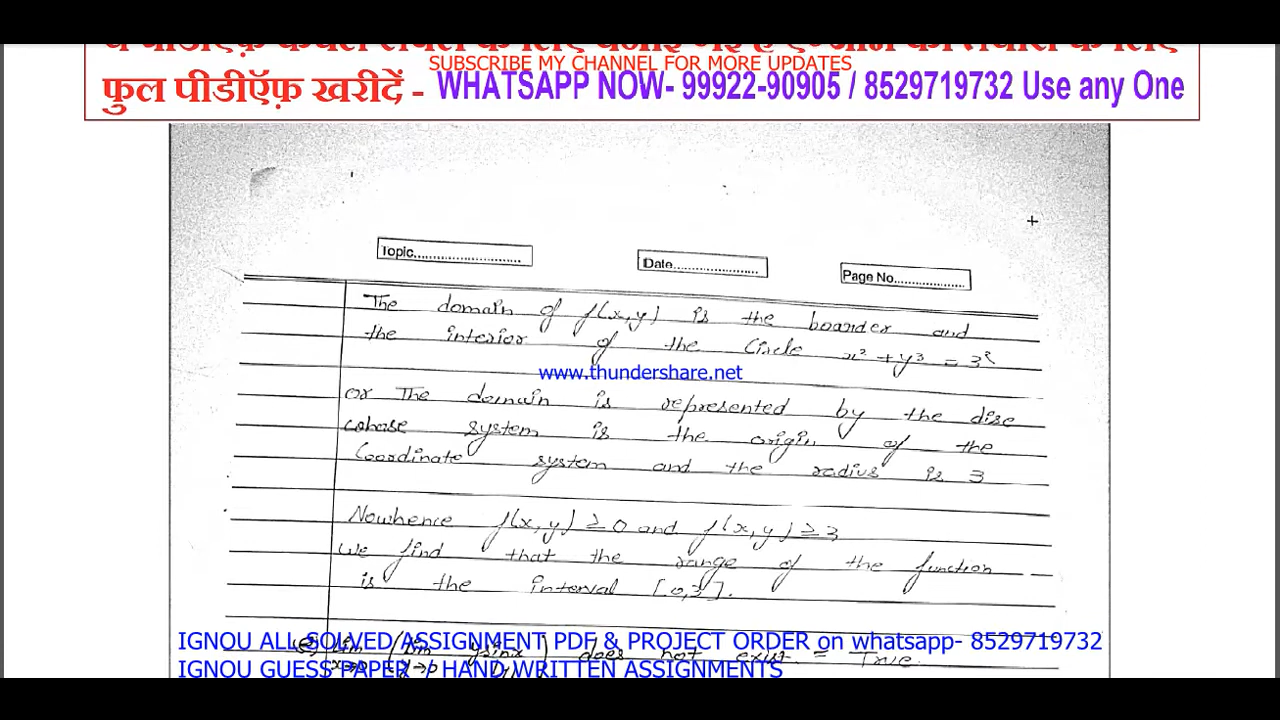 SUBSCRIBE MY CHANNEL FOR MORE UPDATES
फुल पीडीऍफ़ खरीदें - WHATSAPP NOW- 99922-90905 / 8529719732 Use any One
Topic..........................
Date.....................
Page No.................
The domain of f(x,y) is the boarder and
the interior of the Circle x² + y³ = 3²
www.thundershare.net
or The domain is represented by the disc
cohose system is the origin of the
Coordinate system and the radius is 3
Nowhence f(x,y) ≥ 0 and f(x,y) ≥ 3
We find that the range of the function
is the interval [0,3].
IGNOU ALL SOLVED ASSIGNMENT PDF & PROJECT ORDER on whatsapp- 8529719732
does not exist = True.
IGNOU GUESS PAPER HAND WRITTEN ASSIGNMENTS